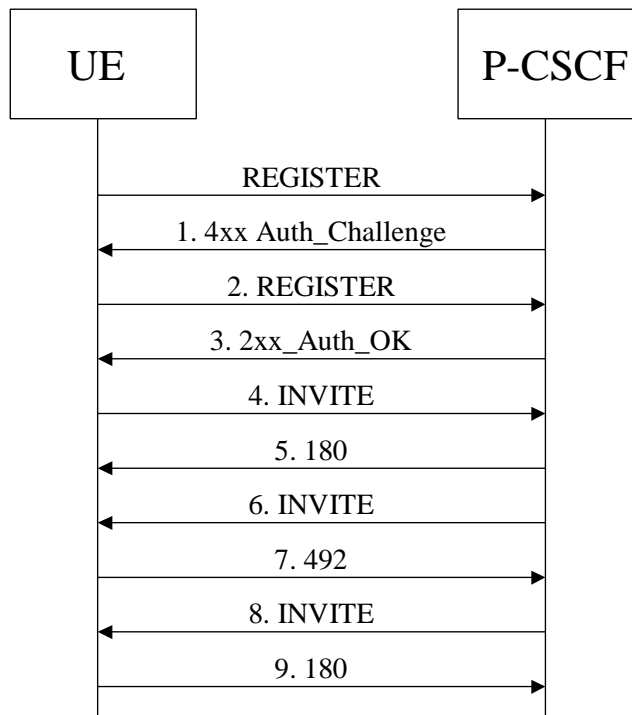 UE
P-CSCF
REGISTER
1. 4xx Auth_Challenge
2. REGISTER
3. 2xx_Auth_OK
4. INVITE
5. 180
6. INVITE
7. 492
8. INVITE
9. 180